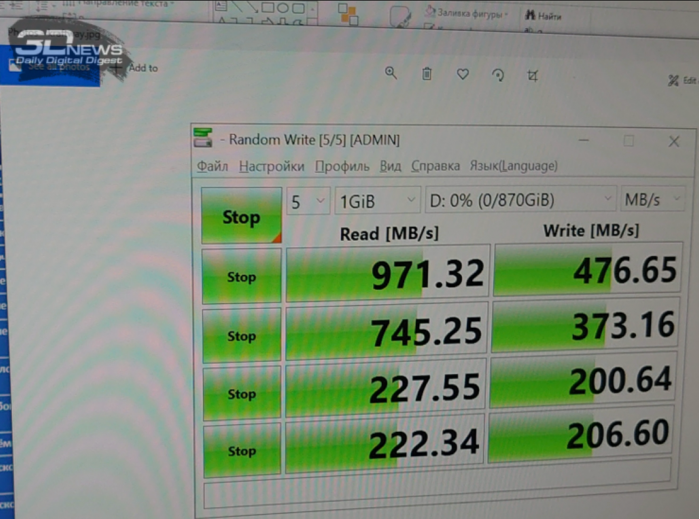 3DNEWS
Daily Digital Digest
Заливка фигуры
Найти
Add to
Edit
- Random Write [5/5] [ADMIN]
Файл Настройки Профиль Вид Справка Язык(Language)
Stop 5 1GiB D: 0% (0/870GiB) MB/s
Read [MB/s] Write [MB/s]
Stop 971.32 476.65
Stop 745.25 373.16
Stop 227.55 200.64
Stop 222.34 206.60